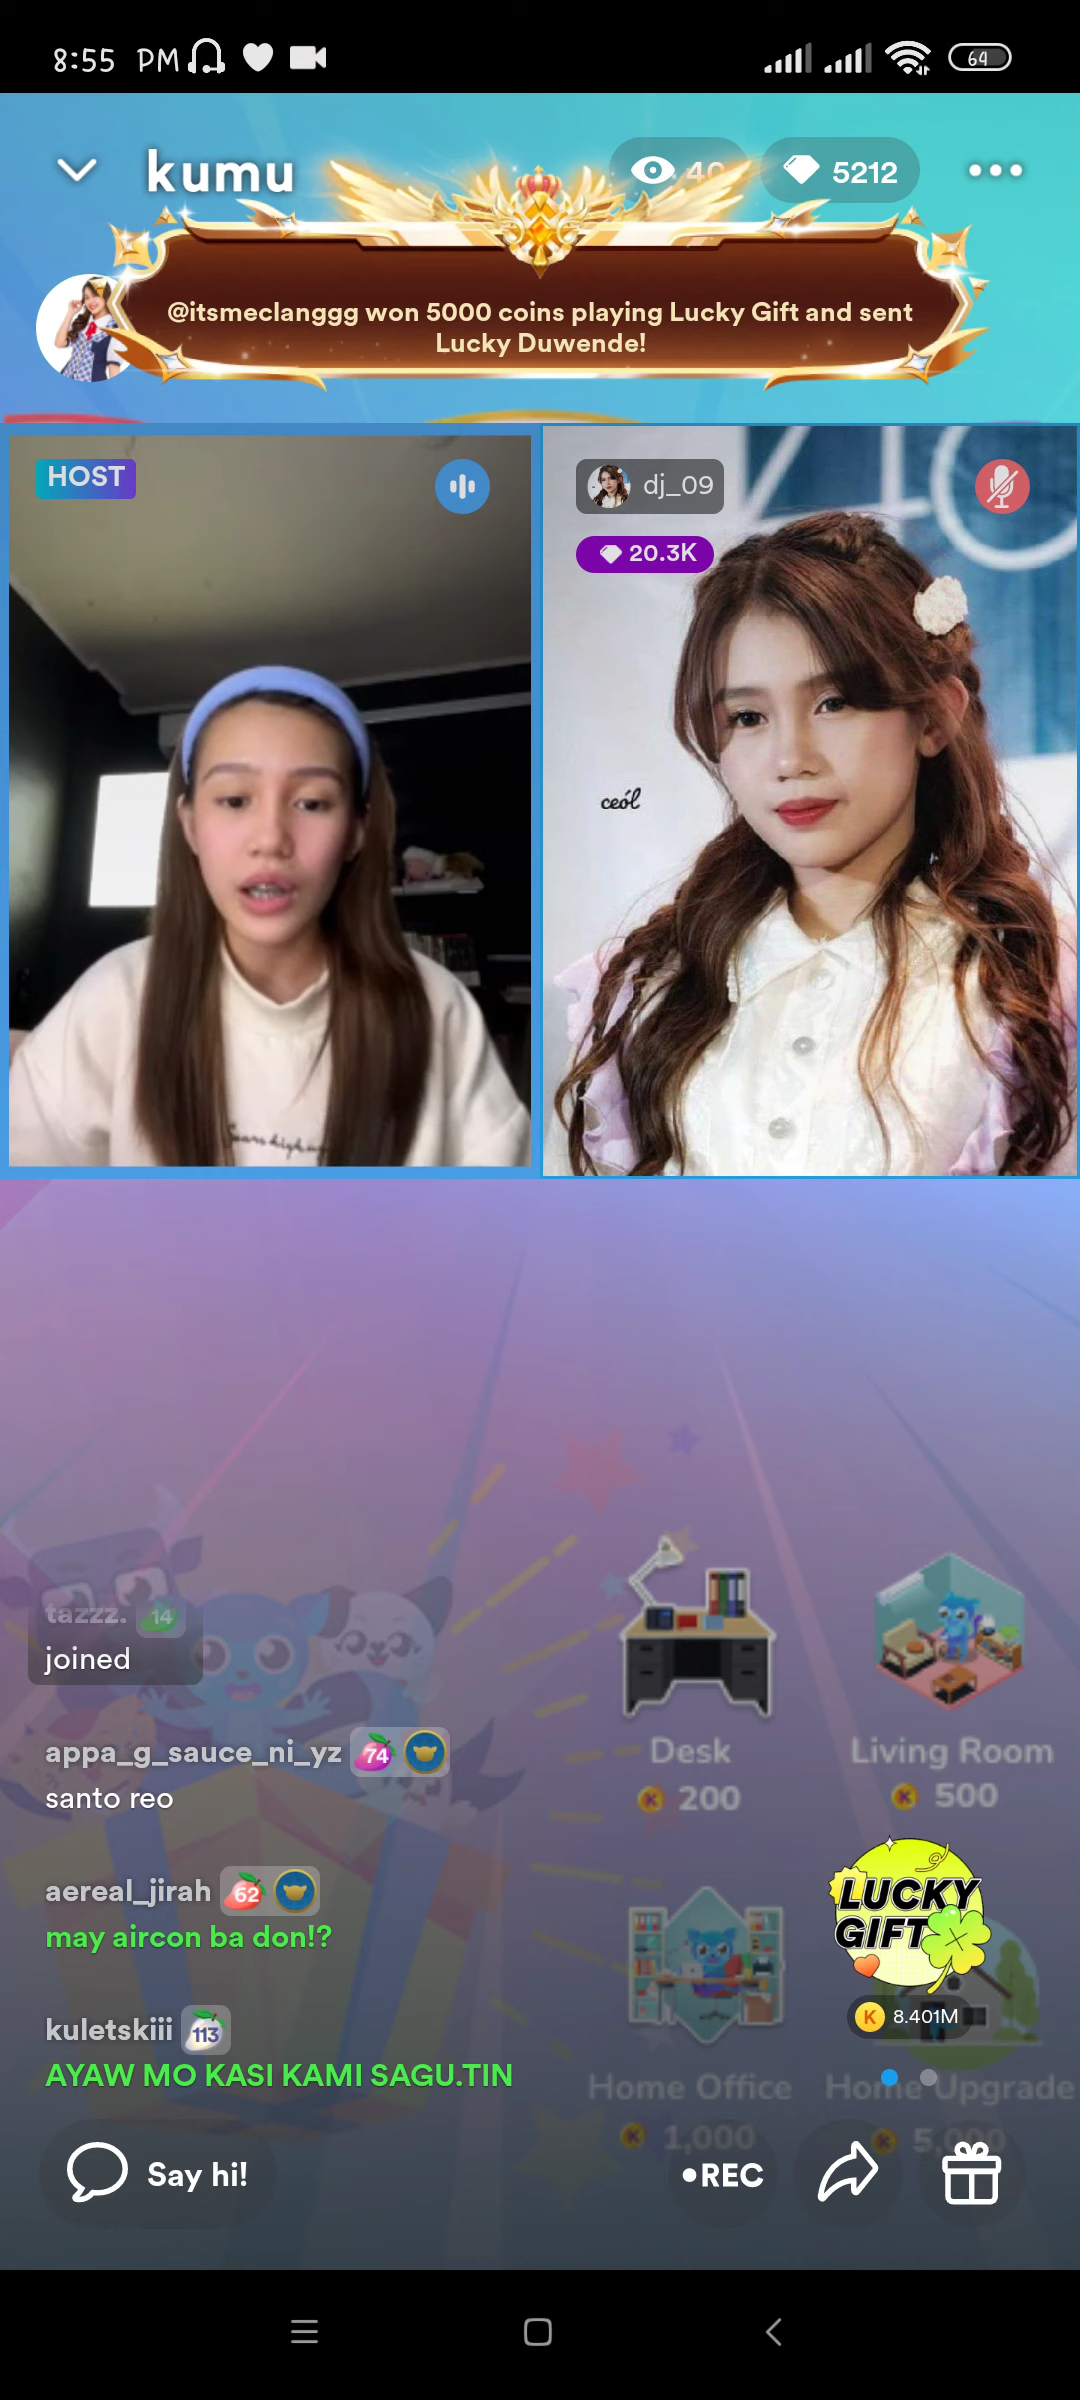 8:55 PM
64
kumu
40
5212
@itsmeclanggg won 5000 coins playing Lucky Gift and sent
Lucky Duwende!
HOST
dj_09
20.3K
ceól
tazzz. 14
joined
appa_g_sauce_ni_yz 74
santo reo
aereal_jirah 62
may aircon ba don!?
kuletskiii 113
AYAW MO KASI KAMI SAGU.TIN
Desk
200
Living Room
500
LUCKY
GIFT
K 8.401M
Home Office
1,000
Home Upgrade
Say hi!
REC